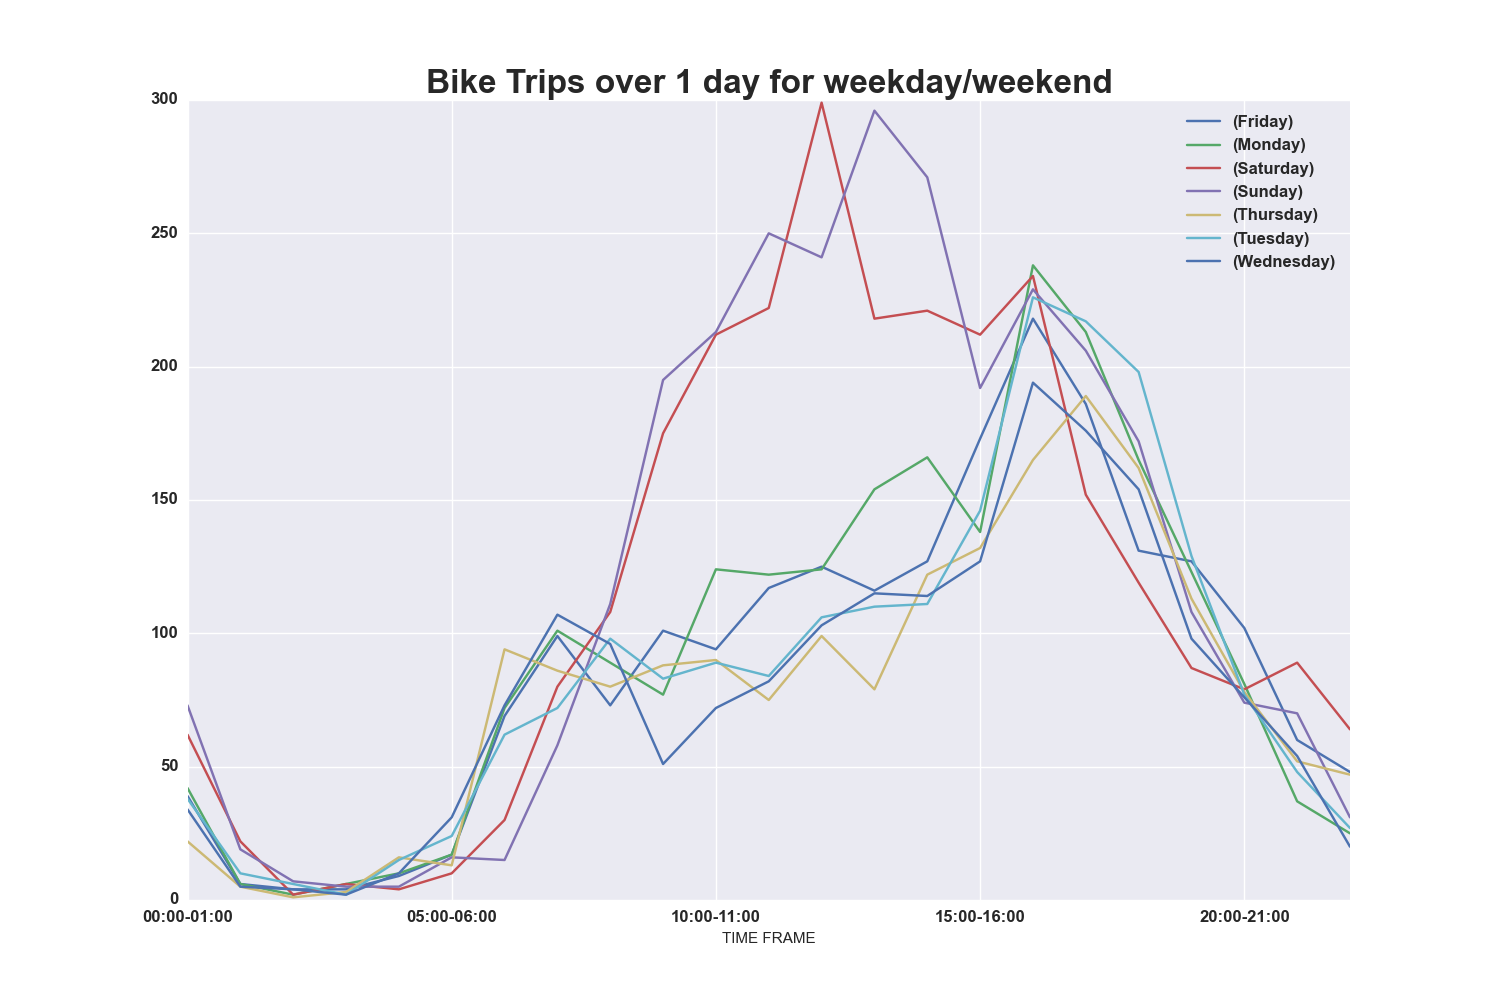 Bike Trips over 1 day for weekday/weekend
300
250
200
150
100
50
0
(Friday)
(Monday)
(Saturday)
(Sunday)
(Thursday)
(Tuesday)
(Wednesday)
00:00-01:00 05:00-06:00 10:00-11:00 15:00-16:00 20:00-21:00
TIME FRAME